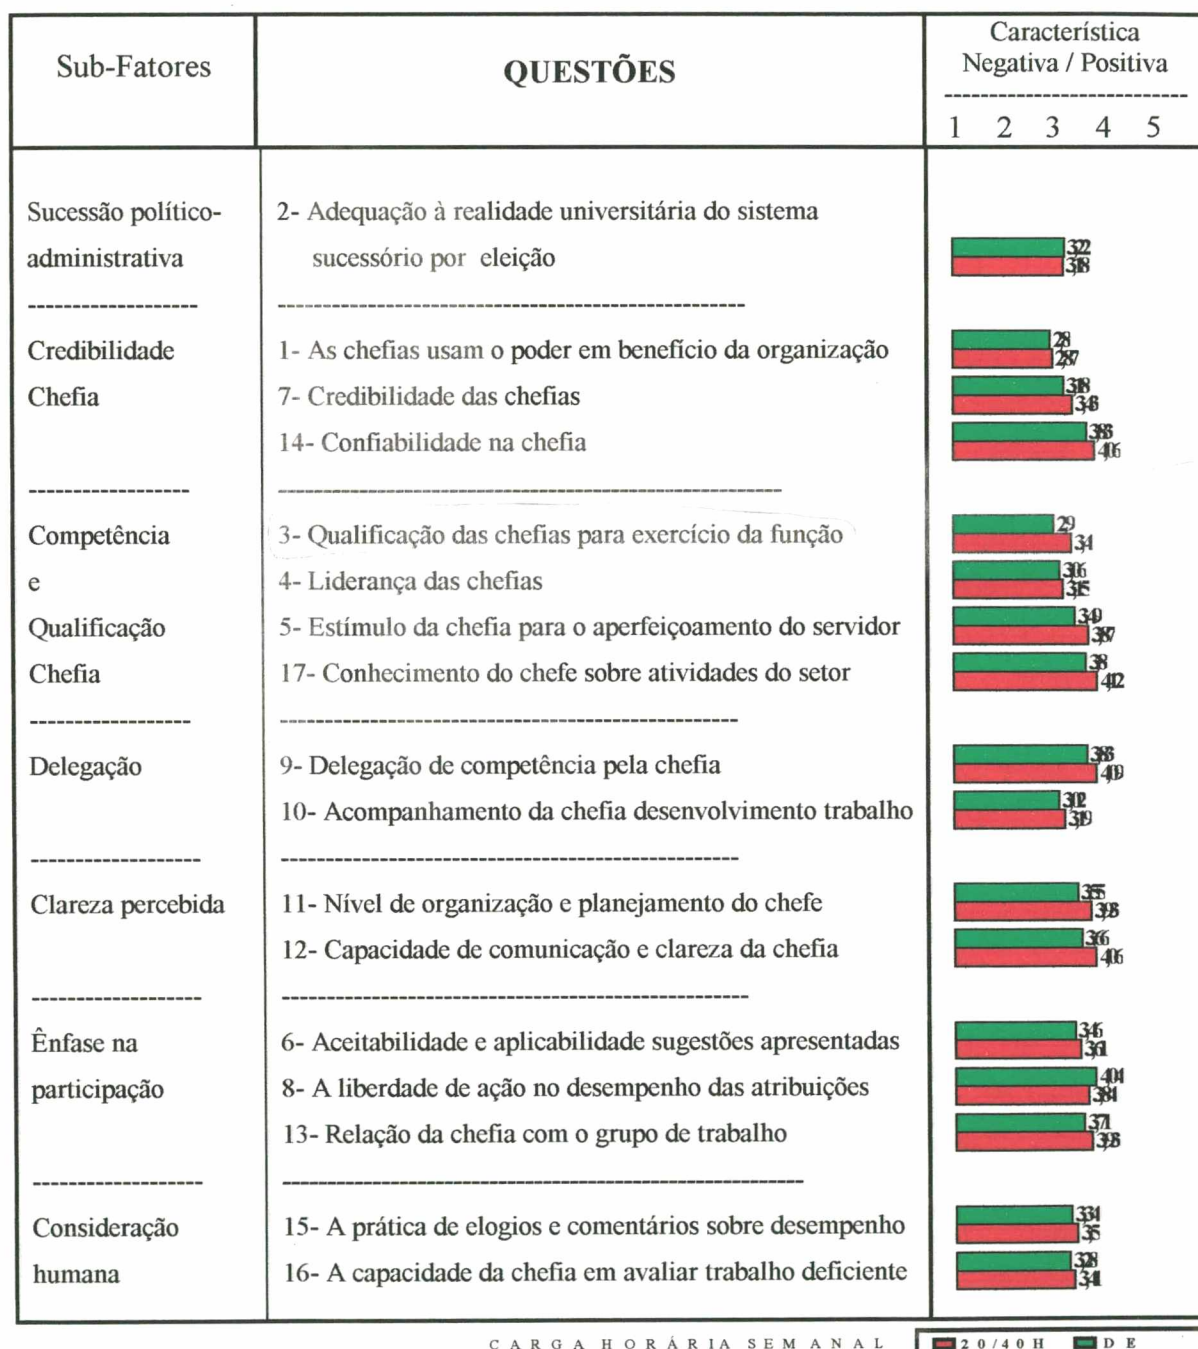 Sub-Fatores
QUESTÕES
Característica
Negativa / Positiva
1 2 3 4 5
Sucessão político-
administrativa
2- Adequação à realidade universitária do sistema
sucessório por eleição
Credibilidade
Chefia
1- As chefias usam o poder em benefício da organização
7- Credibilidade das chefias
14- Confiabilidade na chefia
Competência
e
Qualificação
Chefia
3- Qualificação das chefias para exercício da função
4- Liderança das chefias
5- Estímulo da chefia para o aperfeiçoamento do servidor
17- Conhecimento do chefe sobre atividades do setor
Delegação
9- Delegação de competência pela chefia
10- Acompanhamento da chefia desenvolvimento trabalho
Clareza percebida
11- Nível de organização e planejamento do chefe
12- Capacidade de comunicação e clareza da chefia
Ênfase na
participação
6- Aceitabilidade e aplicabilidade sugestões apresentadas
8- A liberdade de ação no desempenho das atribuições
13- Relação da chefia com o grupo de trabalho
Consideração
humana
15- A prática de elogios e comentários sobre desempenho
16- A capacidade da chefia em avaliar trabalho deficiente
CARGA HORÁRIA SEMANAL
20/40H DE